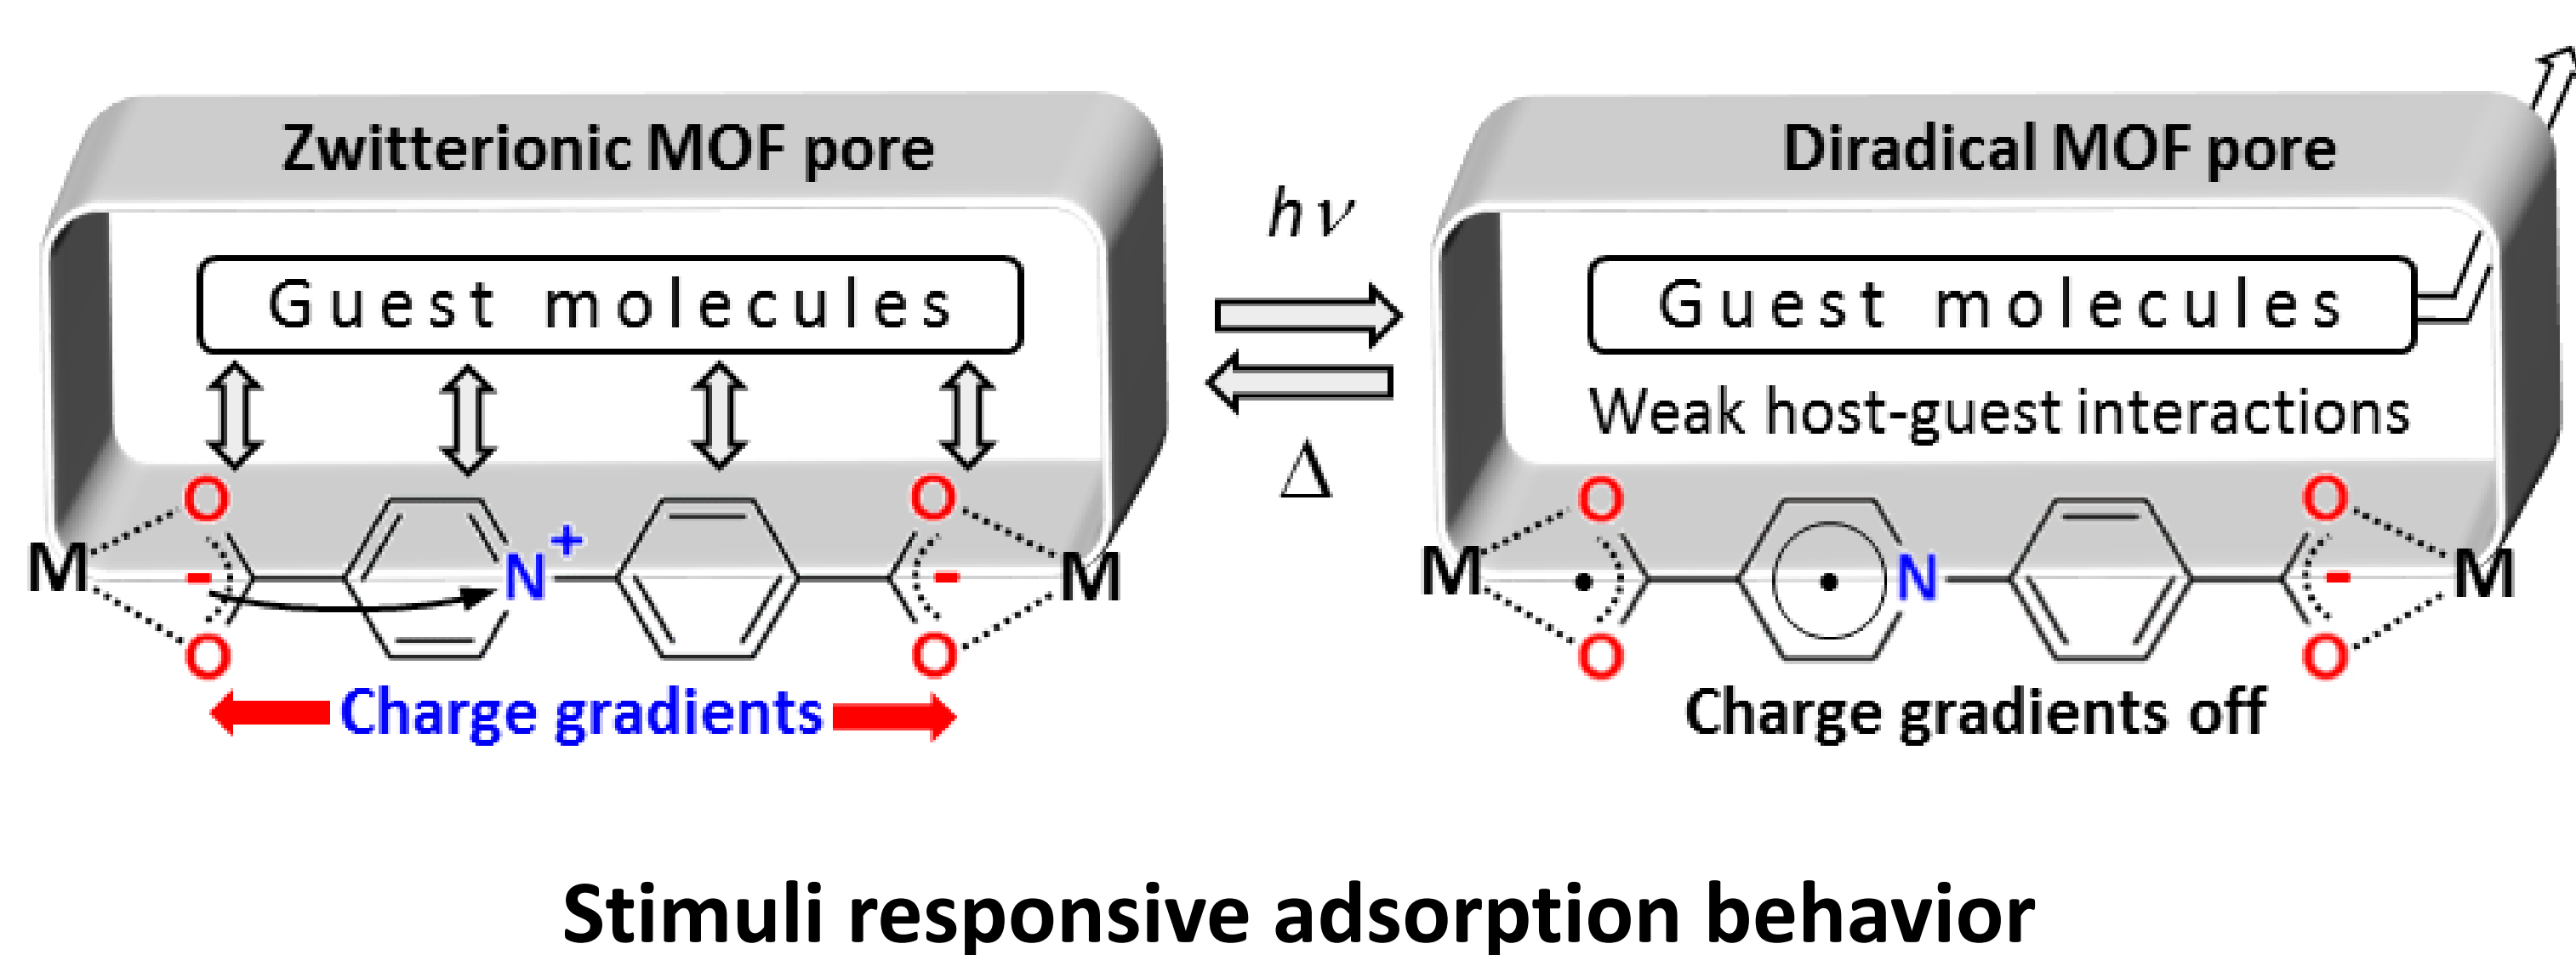 Zwitterionic MOF pore
Guest molecules
O
O
M
-
N
+
O
-
M
O
Charge gradients
hν
Δ
Diradical MOF pore
Guest molecules
Weak host-guest interactions
O
O
M
N
-
M
O
O
Charge gradients off
Stimuli responsive adsorption behavior